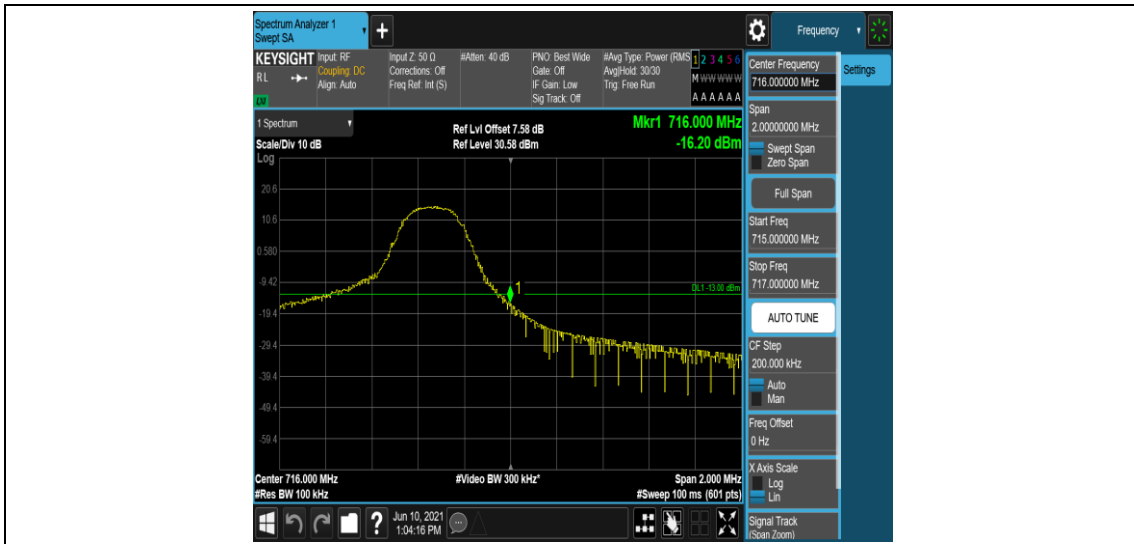 Spectrum Analyzer 1
Swept SA
+
Frequency
KEYSIGHT
RL
LXI
Input: RF
Coupling: DC
Align: Auto
Input Z: 50 Ω
Corrections: Off
Freq Ref: Int (S)
#Atten: 40 dB
PNO: Best Wide
Gate: Off
IF Gain: Low
Sig Track: Off
#Avg Type: Power (RMS
Avg|Hold: 30/30
Trig: Free Run
1 2 3 4 5 6
M W W W W W
A A A A A A
1 Spectrum
Ref Lvl Offset 7.58 dB
Mkr1 716.000 MHz
Scale/Div 10 dB
Ref Level 30.58 dBm
-16.20 dBm
Log
20.6
10.6
0.580
-9.42
1
DL1 -13.00 dBm
-19.4
-29.4
-39.4
-49.4
-59.4
Center 716.000 MHz
#Video BW 300 kHz*
Span 2.000 MHz
#Res BW 100 kHz
#Sweep 100 ms (601 pts)
Center Frequency
716.000000 MHz
Settings
Span
2.00000000 MHz
Swept Span
Zero Span
Full Span
Start Freq
715.000000 MHz
Stop Freq
717.000000 MHz
AUTO TUNE
CF Step
200.000 kHz
Auto
Man
Freq Offset
0 Hz
X Axis Scale
Log
Lin
Signal Track
(Span Zoom)
?
Jun 10, 2021
1:04:16 PM